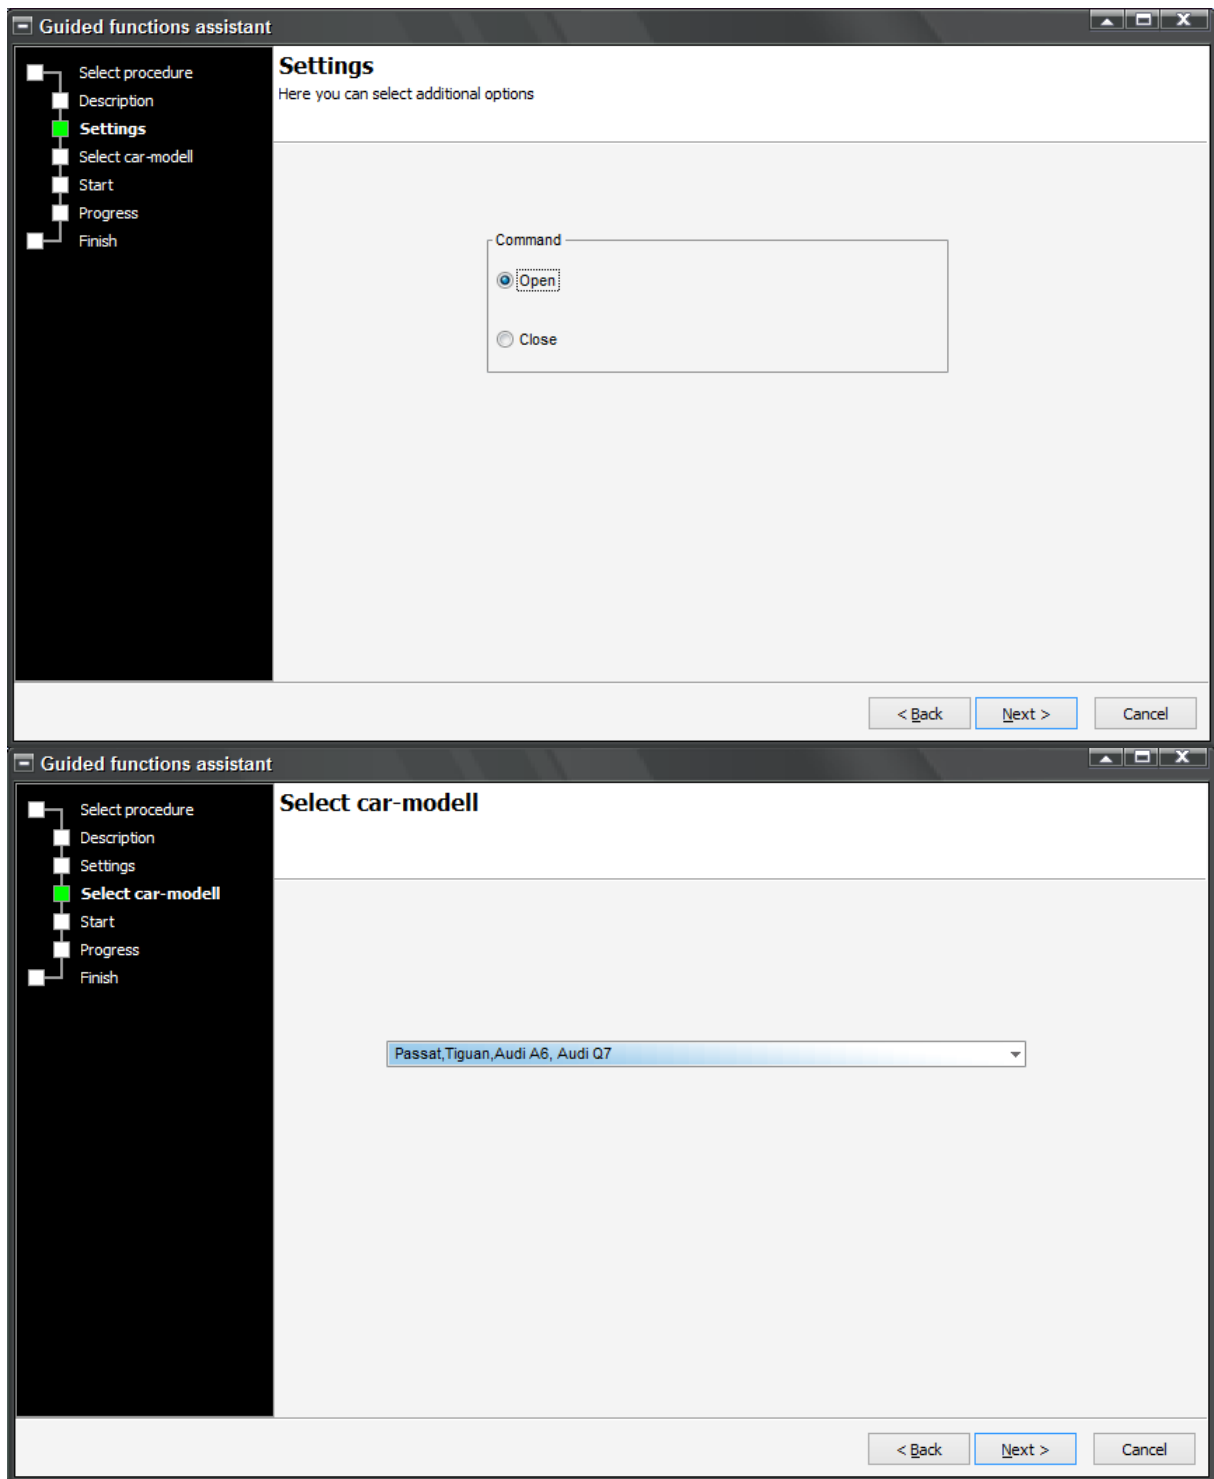 Guided functions assistant
Select procedure
Description
Settings
Select car-modell
Start
Progress
Finish
Settings
Here you can select additional options
Command
Open
Close
< Back
Next >
Cancel
Guided functions assistant
Select procedure
Description
Settings
Select car-modell
Start
Progress
Finish
Select car-modell
Passat,Tiguan,Audi A6, Audi Q7
< Back
Next >
Cancel